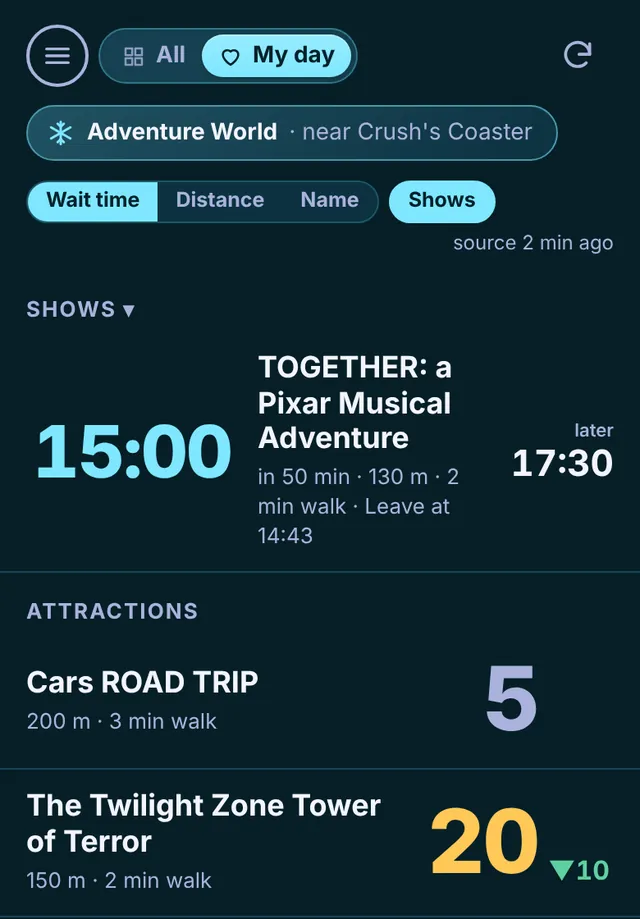 All
My day
Adventure World · near Crush's Coaster
Wait time
Distance
Name
Shows
source 2 min ago
SHOWS ▼
15:00
TOGETHER: a
Pixar Musical
Adventure
in 50 min · 130 m · 2
min walk · Leave at
14:43
later
17:30
ATTRACTIONS
Cars ROAD TRIP
200 m · 3 min walk
5
The Twilight Zone Tower
of Terror
150 m · 2 min walk
20
▼10